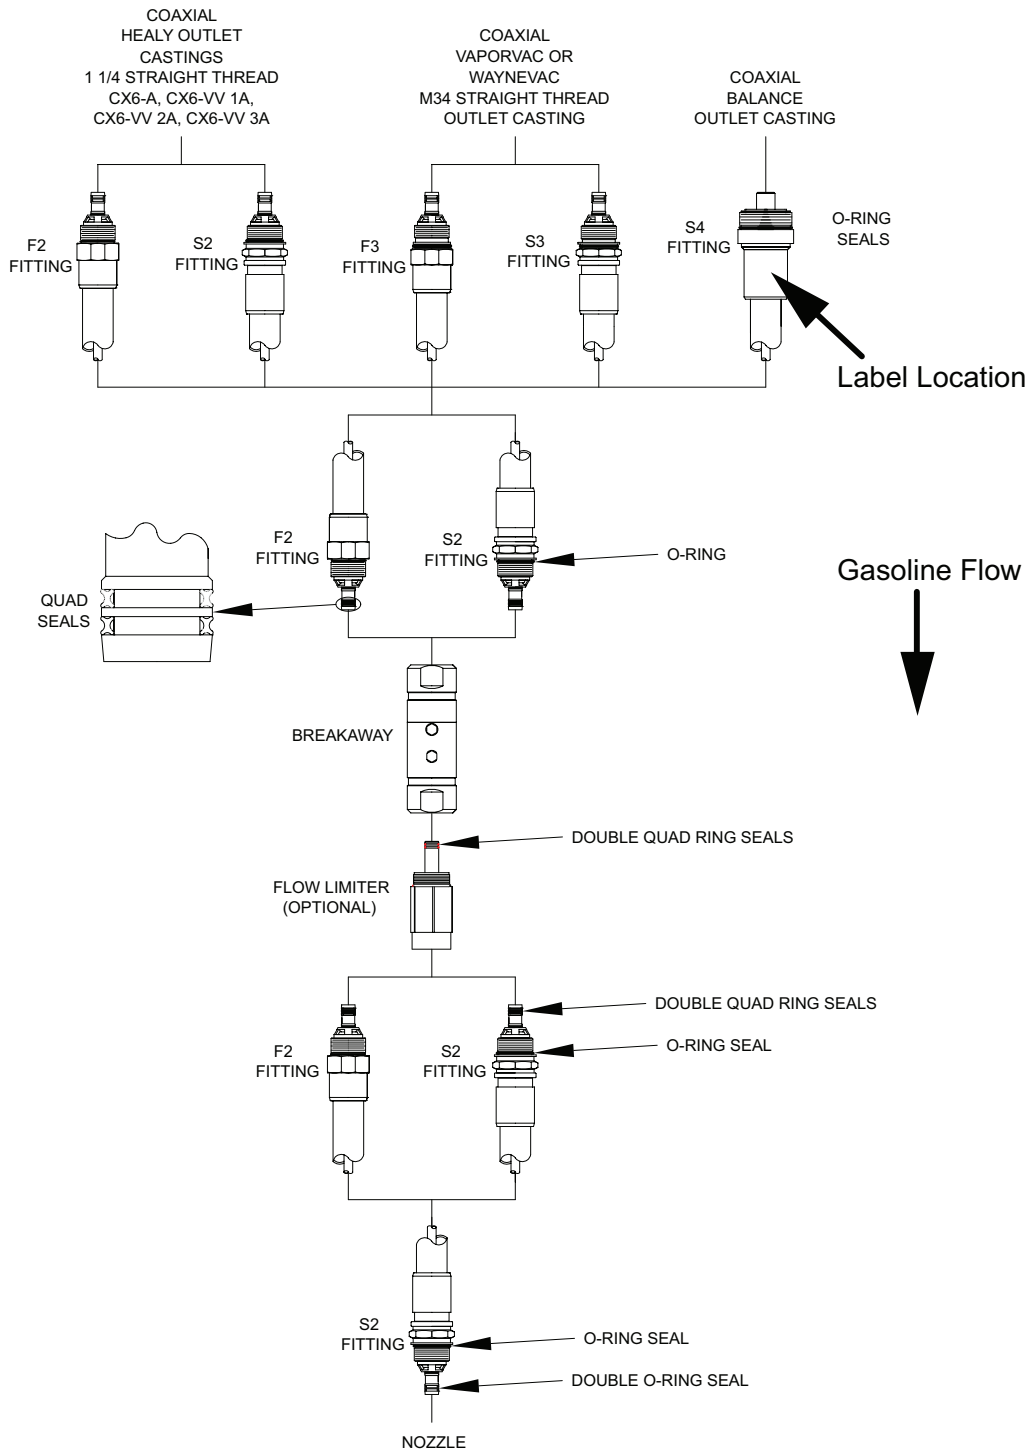 COAXIAL
HEALY OUTLET
CASTINGS
1 1/4 STRAIGHT THREAD
CX6-A, CX6-VV 1A,
CX6-VV 2A, CX6-VV 3A
COAXIAL
VAPORVAC OR
WAYNEVAC
M34 STRAIGHT THREAD
OUTLET CASTING
COAXIAL
BALANCE
OUTLET CASTING
F2
FITTING
S2
FITTING
F3
FITTING
S3
FITTING
S4
FITTING
O-RING
SEALS
Label Location
F2
FITTING
S2
FITTING
O-RING
QUAD
SEALS
Gasoline Flow
BREAKAWAY
DOUBLE QUAD RING SEALS
FLOW LIMITER
(OPTIONAL)
DOUBLE QUAD RING SEALS
F2
FITTING
S2
FITTING
O-RING SEAL
S2
FITTING
O-RING SEAL
DOUBLE O-RING SEAL
NOZZLE